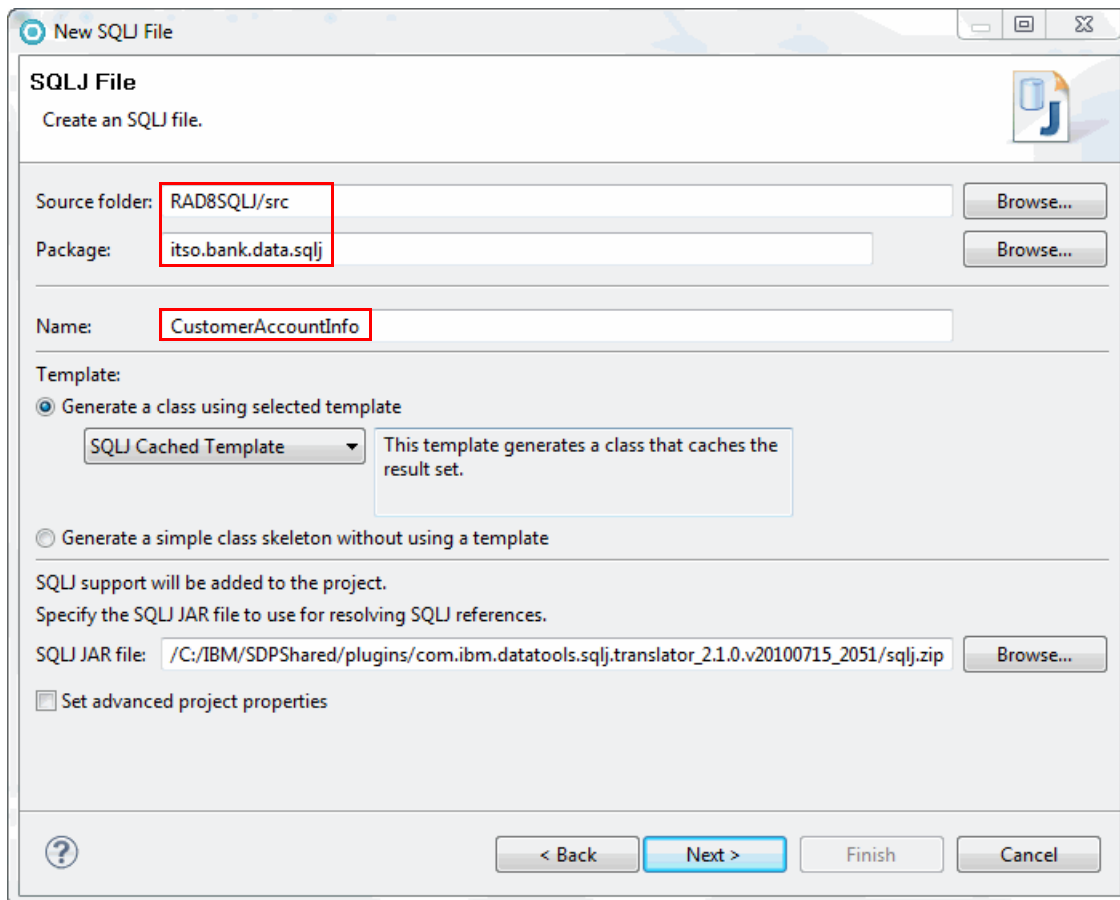 New SQLJ File
SQLJ File
Create an SQLJ file.
Source folder: RAD8SQLJ/src Browse...
Package: itso.bank.data.sqlj Browse...
Name: CustomerAccountInfo
Template:
Generate a class using selected template
SQLJ Cached Template This template generates a class that caches the
result set.
Generate a simple class skeleton without using a template
SQLJ support will be added to the project.
Specify the SQLJ JAR file to use for resolving SQLJ references.
SQLJ JAR file: /C:/IBM/SDPShared/plugins/com.ibm.datatools.sqlj.translator_2.1.0.v20100715_2051/sqlj.zip Browse...
Set advanced project properties
? < Back Next > Finish Cancel